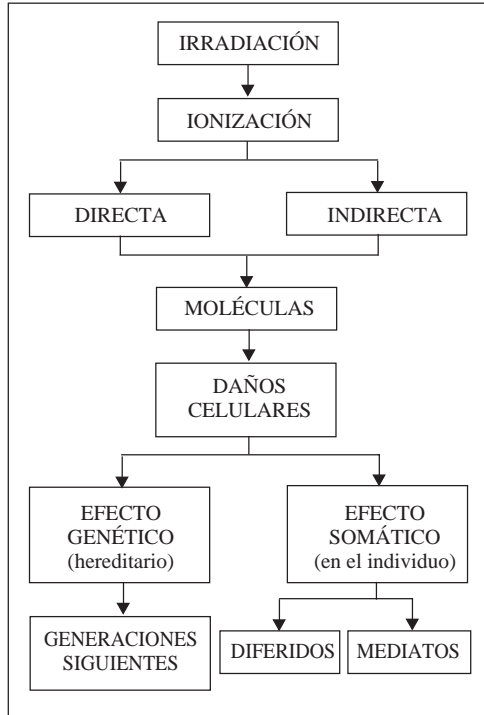 IRRADIACIÓN
IONIZACIÓN
DIRECTA
INDIRECTA
MOLÉCULAS
DAÑOS
CELULARES
EFECTO
GENÉTICO
(hereditario)
EFECTO
SOMÁTICO
(en el individuo)
GENERACIONES
SIGUIENTES
DIFERIDOS
MEDIATOS